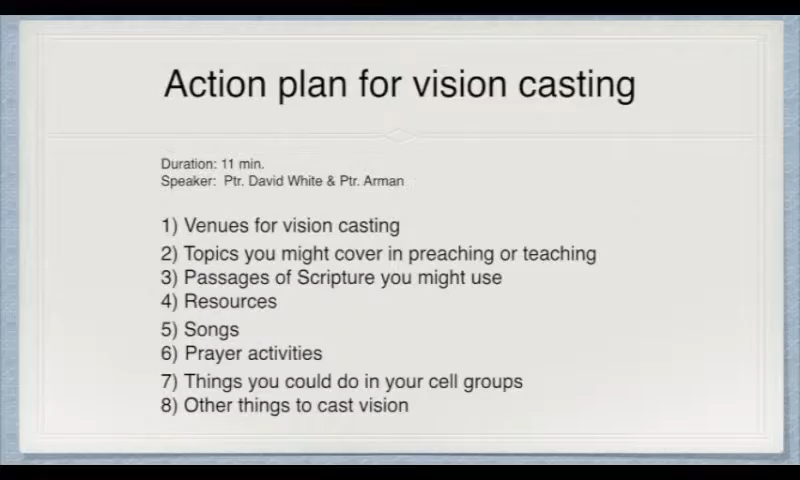 Action plan for vision casting
Duration: 11 min.
Speaker: Ptr. David White & Ptr. Arman
1) Venues for vision casting
2) Topics you might cover in preaching or teaching
3) Passages of Scripture you might use
4) Resources
5) Songs
6) Prayer activities
7) Things you could do in your cell groups
8) Other things to cast vision